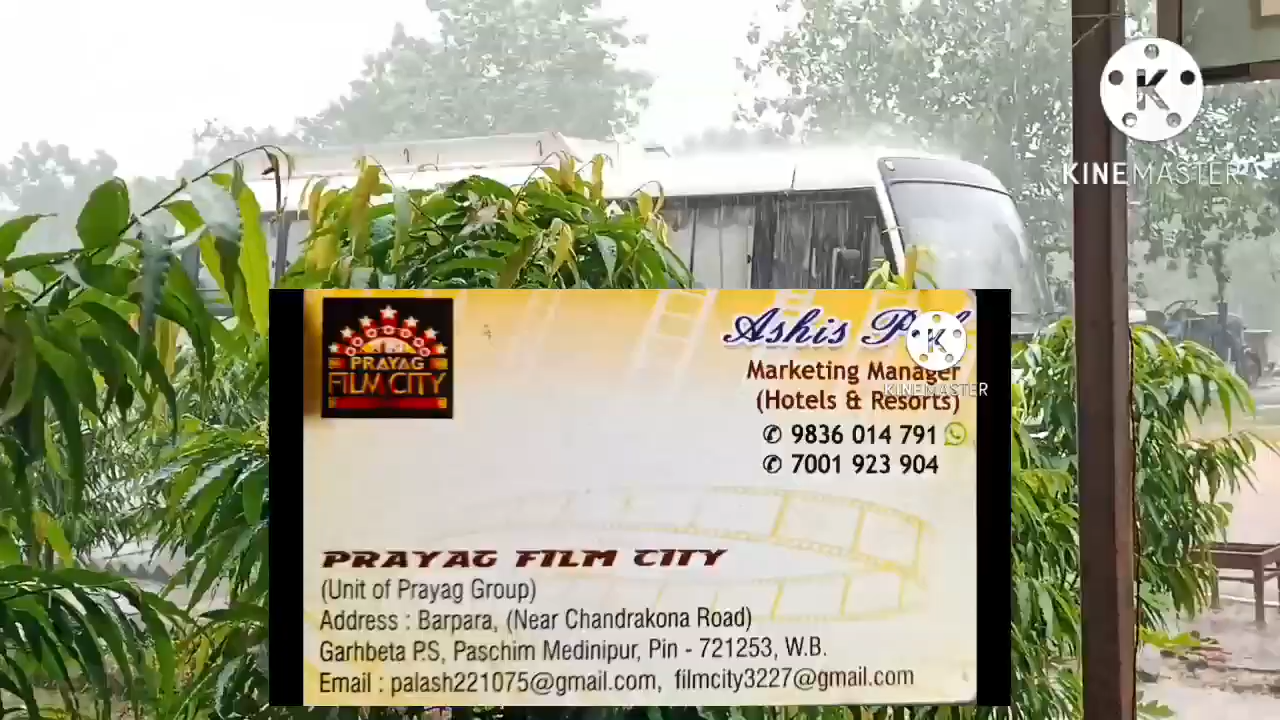 K
KINEMASTER
PRAYAG
FILM CITY
Ashis
K
Marketing Manager
KINEMASTER
(Hotels & Resorts)
✆ 9836 014 791
✆ 7001 923 904
PRAYAG FILM CITY
(Unit of Prayag Group)
Address : Barpara, (Near Chandrakona Road)
Garhbeta P.S, Paschim Medinipur, Pin - 721253, W.B.
Email : palash221075@gmail.com, filmcity3227@gmail.com